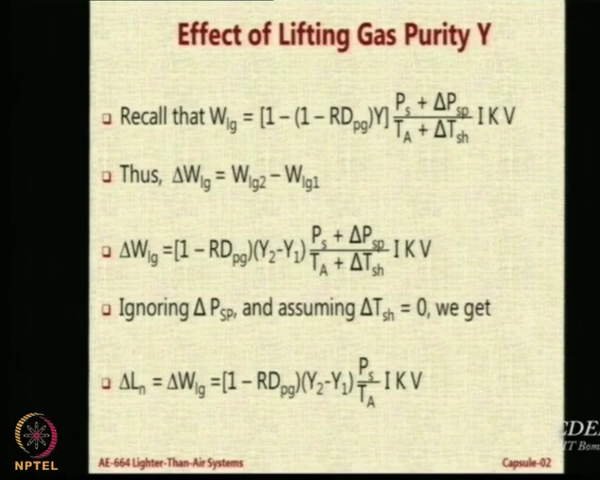 Effect of Lifting Gas Purity Y
❑ Recall that W_lg = [1 – (1 – RD_pg)Y] (P_s + ΔP_sp)/(T_A + ΔT_sh) I K V
❑ Thus, ΔW_lg = W_lg2 – W_lg1
❑ ΔW_lg =[1 – RD_pg)(Y_2-Y_1) (P_s + ΔP_sp)/(T_A + ΔT_sh) I K V
❑ Ignoring Δ P_SP, and assuming ΔT_sh = 0, we get
❑ ΔL_n = ΔW_lg =[1 – RD_pg)(Y_2-Y_1) P_s/T_A I K V
NPTEL
AE-664 Lighter-Than-Air Systems
Capsule-02